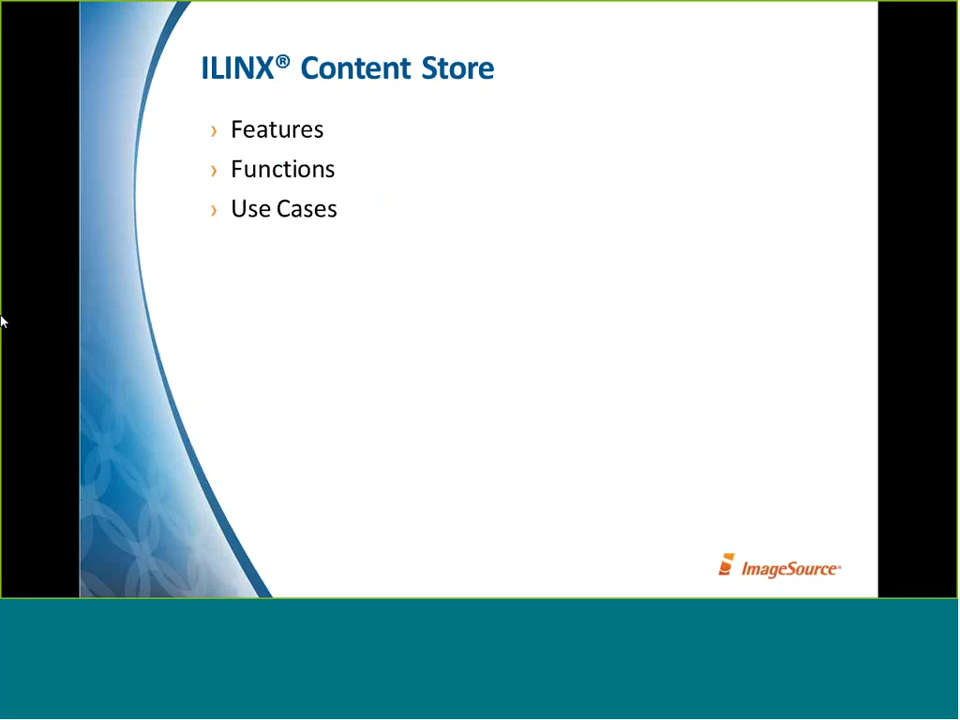 ILINX® Content Store
› Features
› Functions
› Use Cases
ImageSource®